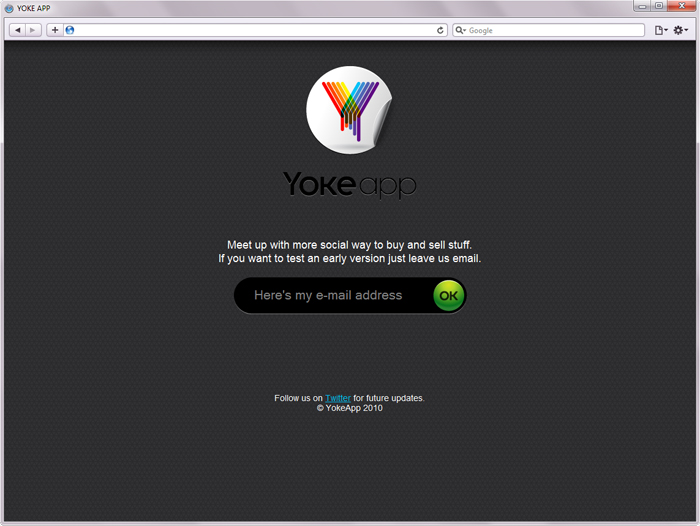 YOKE APP
Google
Yoke app
Meet up with more social way to buy and sell stuff.
If you want to test an early version just leave us email.
Here's my e-mail address
OK
Follow us on Twitter for future updates.
© YokeApp 2010